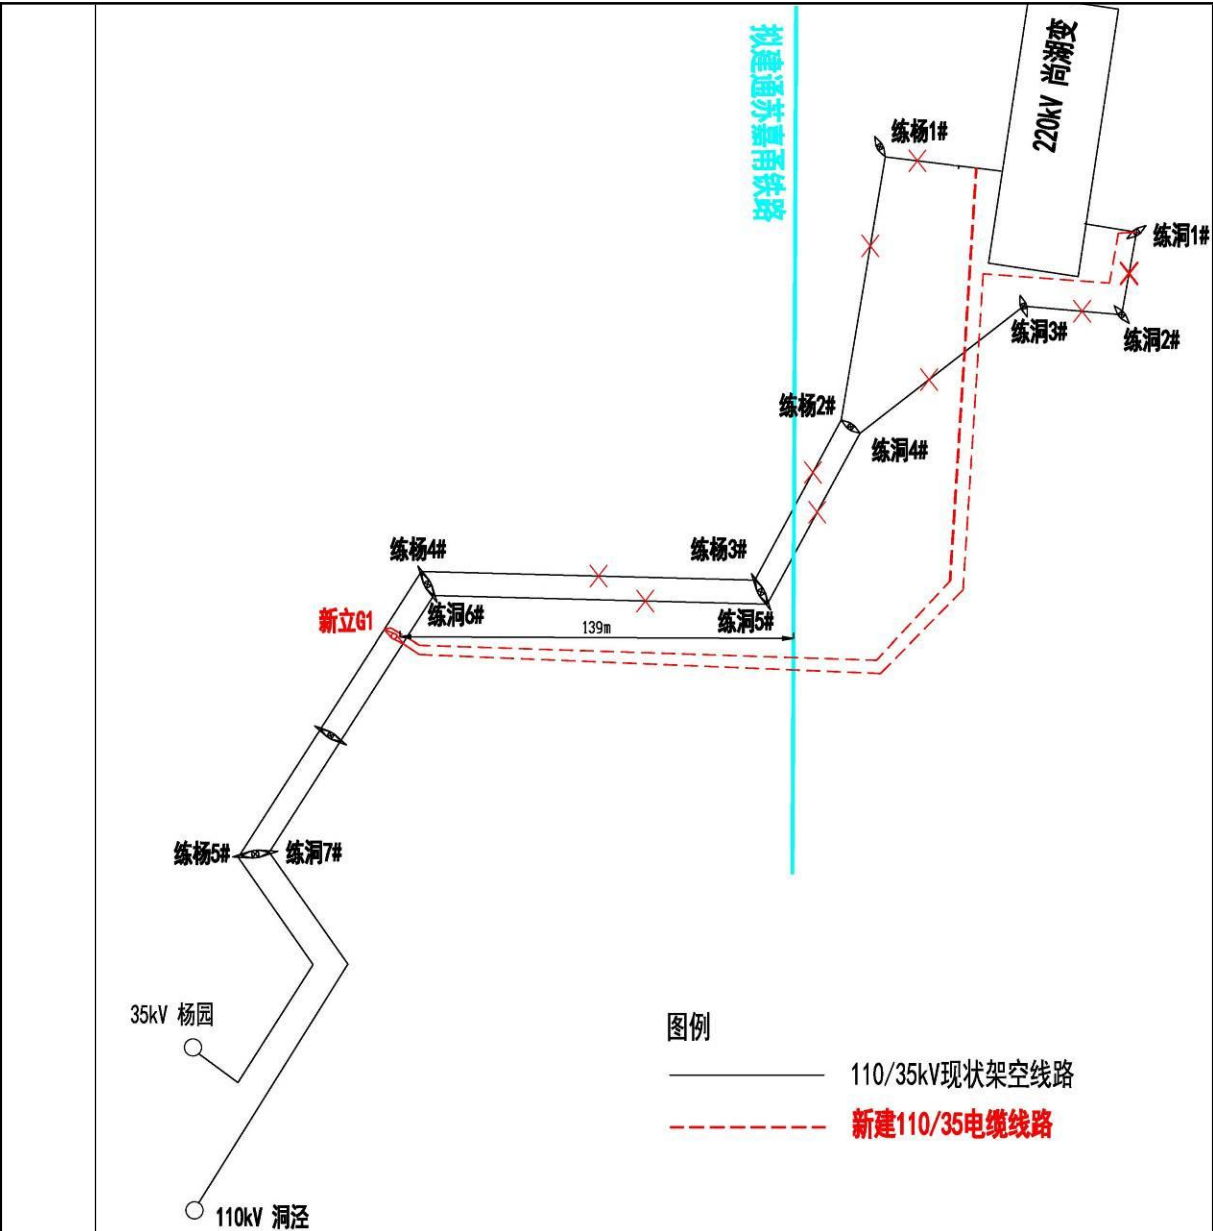 拟建通苏嘉甬铁路
220kV 尚湖变
练杨1#
练洞1#
练洞3#
练洞2#
练杨2#
练洞4#
练杨4#
练杨3#
新立G1
练洞6#
练洞5#
139m
练杨5#
练洞7#
35kV 杨园
图例
110/35kV现状架空线路
新建110/35电缆线路
110kV 洞泾